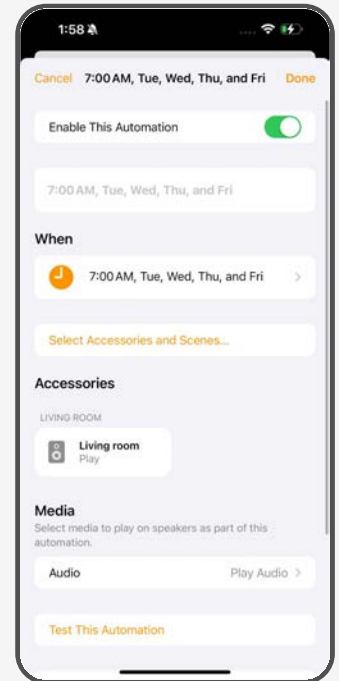 1:58
Cancel 7:00 AM, Tue, Wed, Thu, and Fri Done
Enable This Automation
7:00 AM, Tue, Wed, Thu, and Fri
When
7:00 AM, Tue, Wed, Thu, and Fri
Select Accessories and Scenes...
Accessories
LIVING ROOM
Living room
Play
Media
Select media to play on speakers as part of this
automation.
Audio Play Audio
Test This Automation